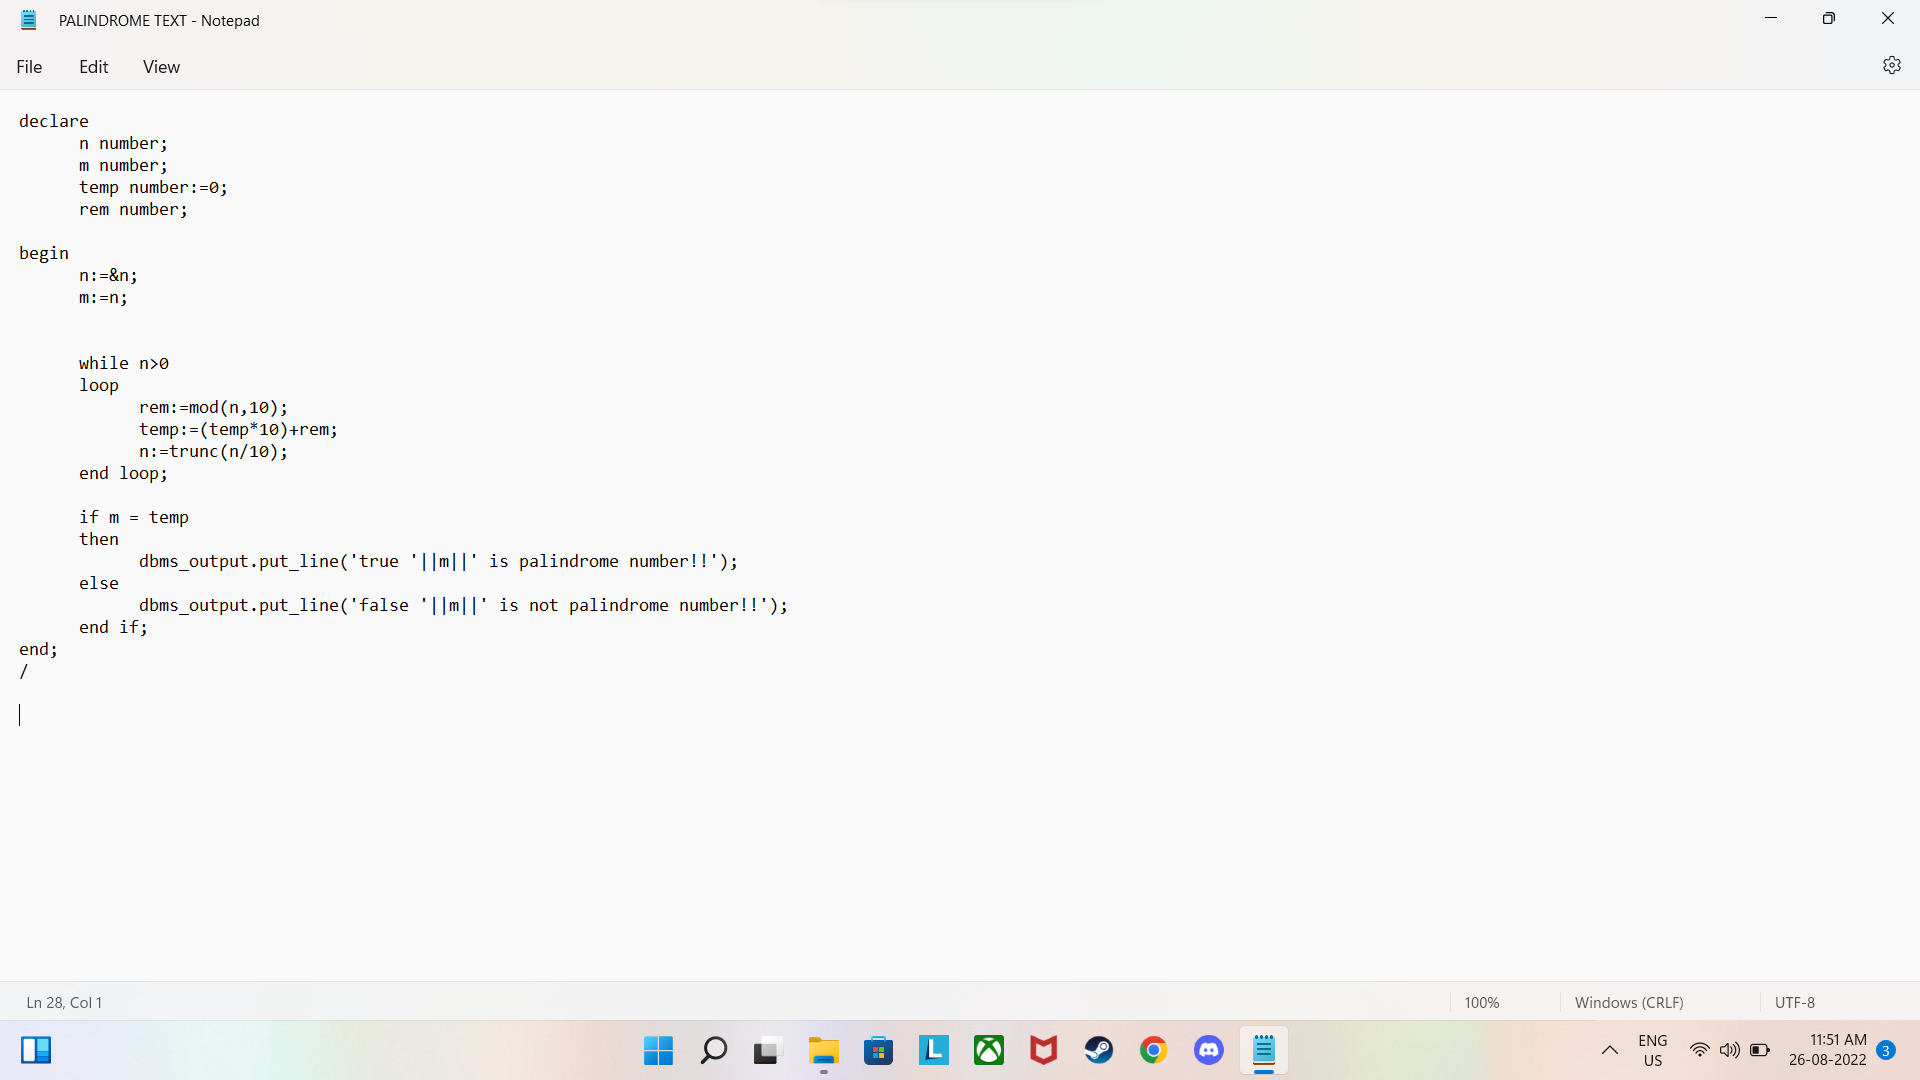 PALINDROME TEXT - Notepad
File Edit View
declare
n number;
m number;
temp number:=0;
rem number;
begin
n:=&n;
m:=n;
while n>0
loop
rem:=mod(n,10);
temp:=(temp*10)+rem;
n:=trunc(n/10);
end loop;
if m = temp
then
dbms_output.put_line('true '||m||' is palindrome number!!');
else
dbms_output.put_line('false '||m||' is not palindrome number!!');
end if;
end;
/
Ln 28, Col 1 100% Windows (CRLF) UTF-8
L
ENG
US
11:51 AM
26-08-2022
3